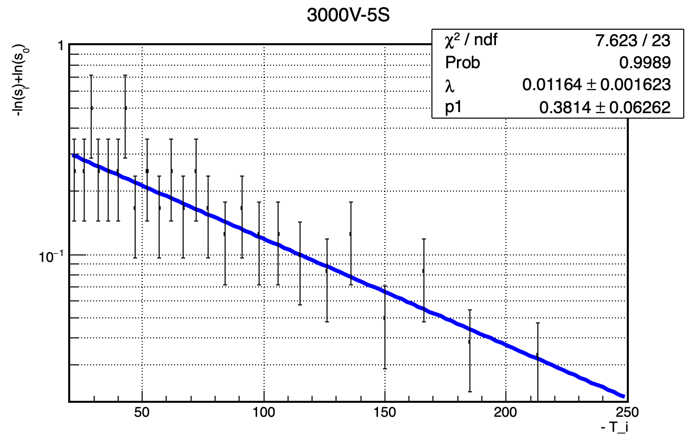 3000V-5S
χ² / ndf 7.623 / 23
Prob 0.9989
λ 0.01164 ± 0.001623
p1 0.3814 ± 0.06262
-ln(s_i)+ln(s_0)
1
10⁻¹
50 100 150 200 250
- T_i